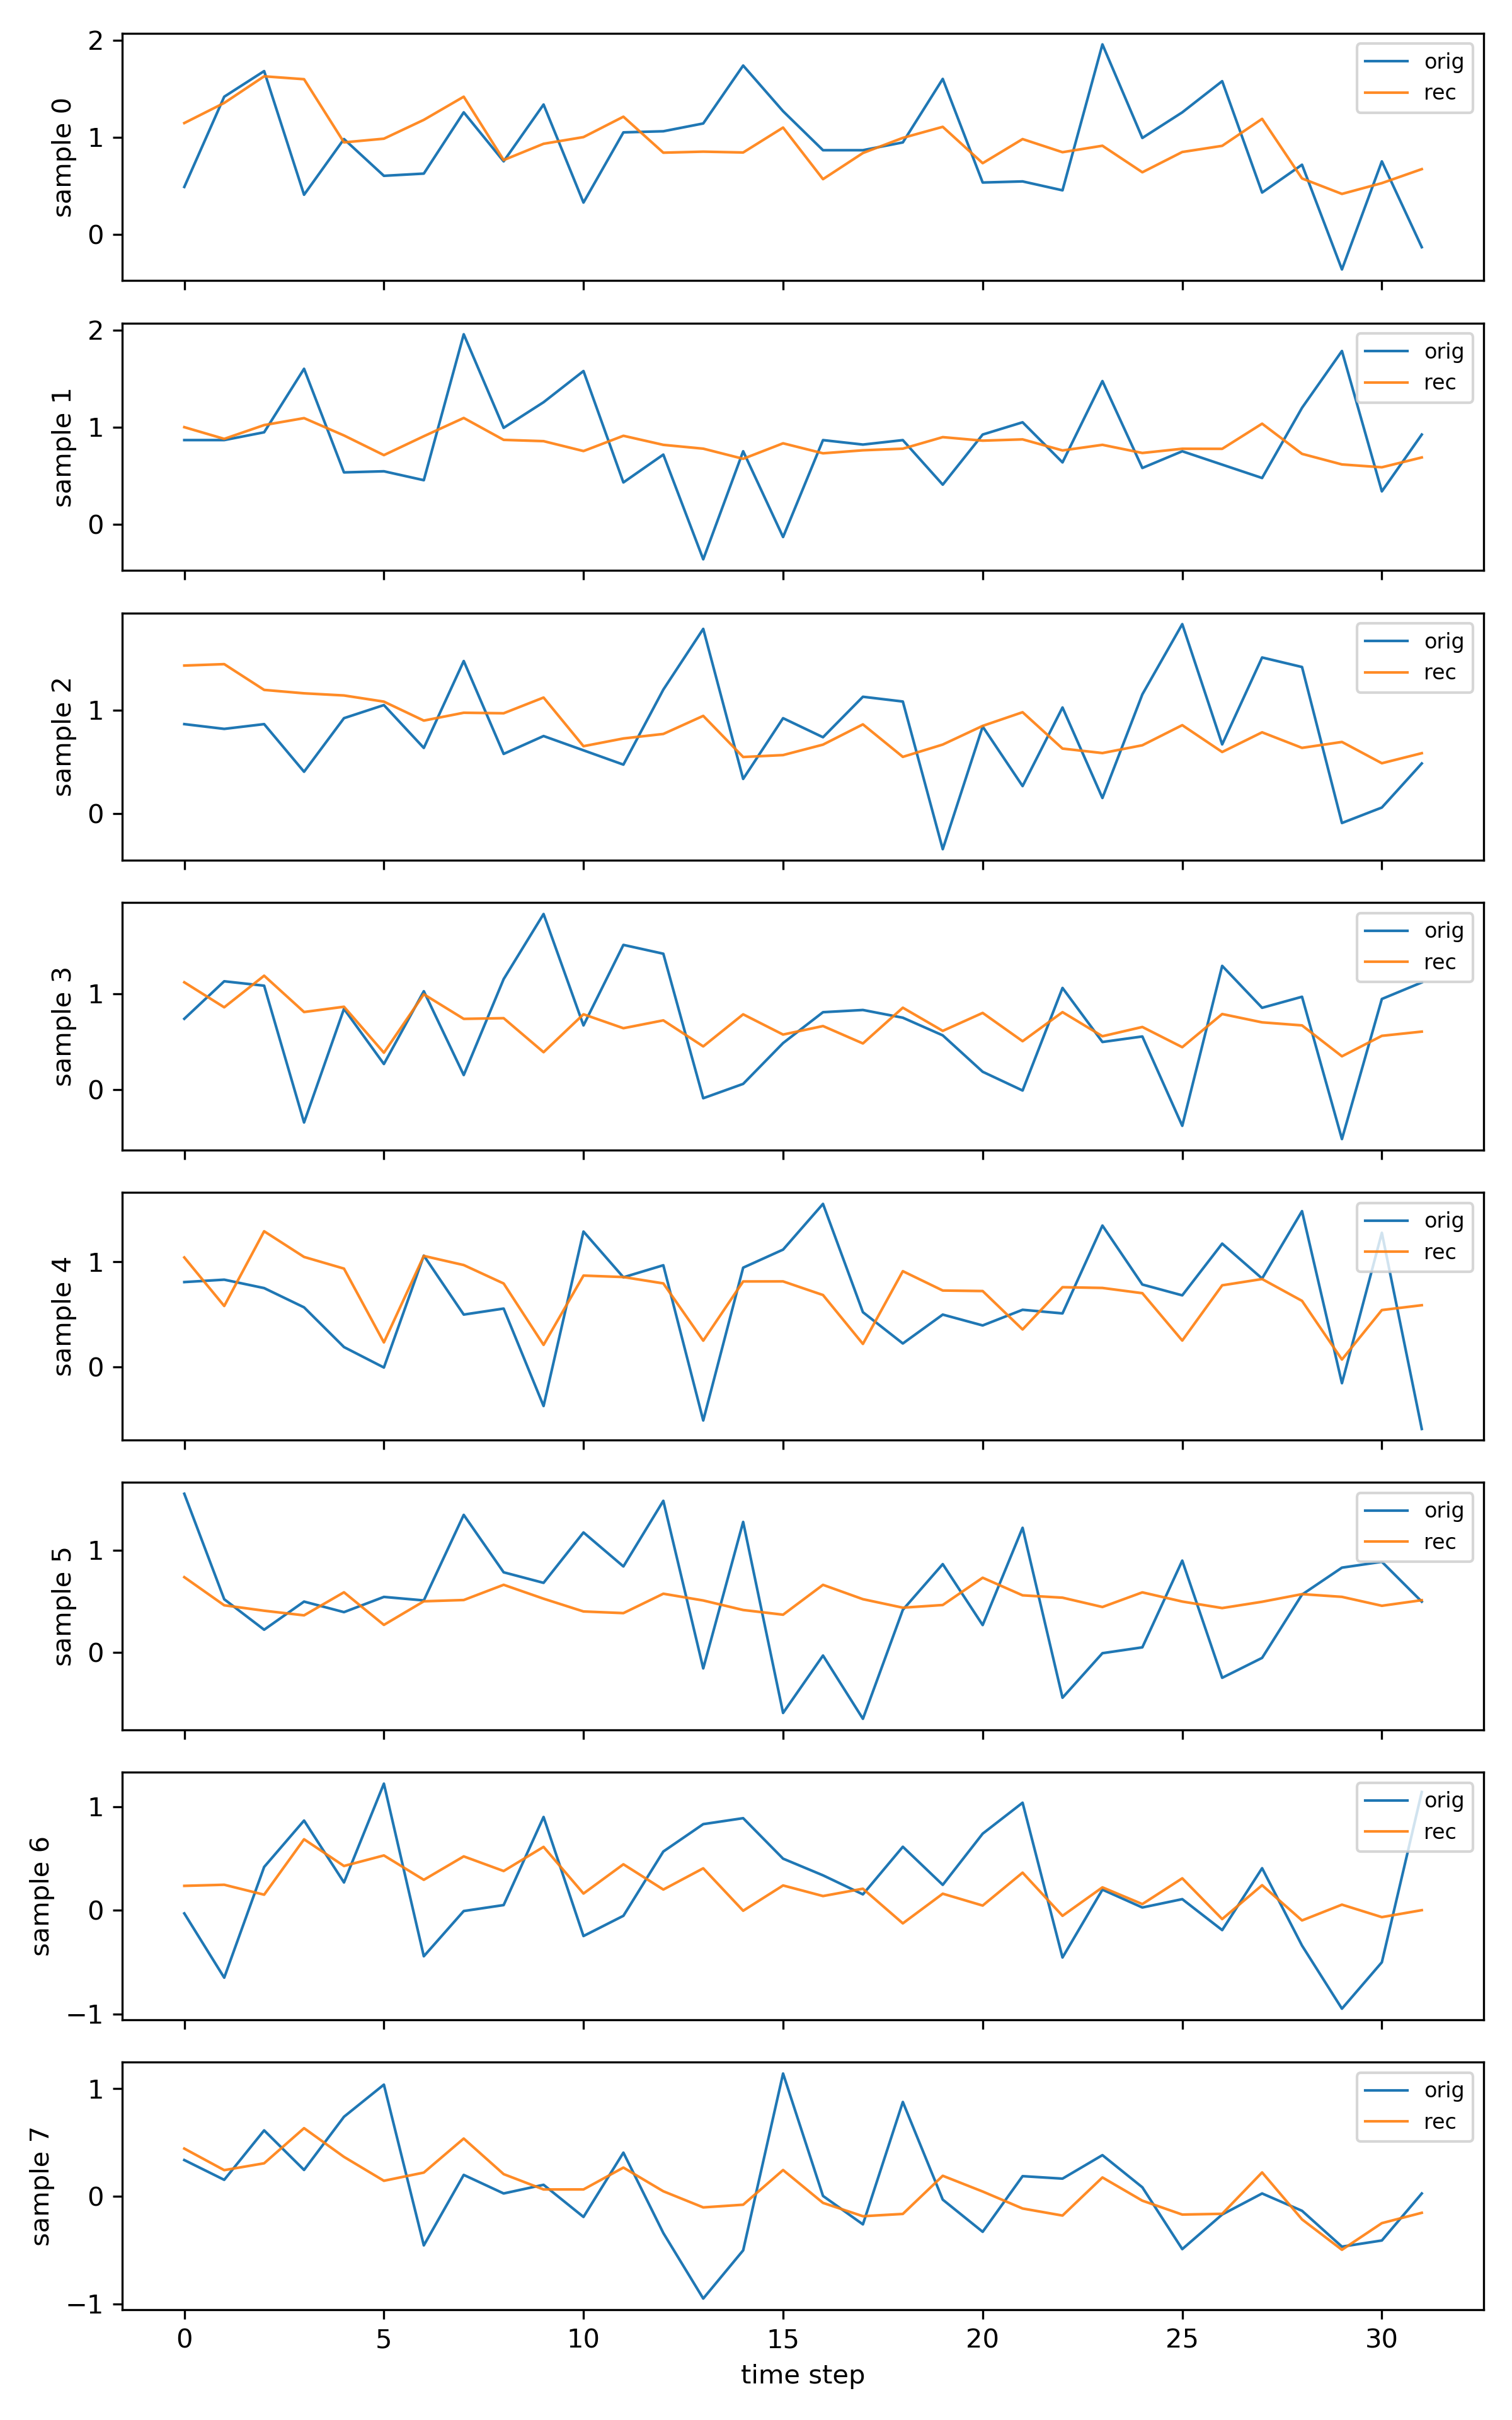 sample 0
2
1
0
orig
rec
sample 1
2
1
0
orig
rec
sample 2
1
0
orig
rec
sample 3
1
0
orig
rec
sample 4
1
0
orig
rec
sample 5
1
0
orig
rec
sample 6
1
0
−1
orig
rec
sample 7
1
0
−1
orig
rec
0 5 10 15 20 25 30
time step